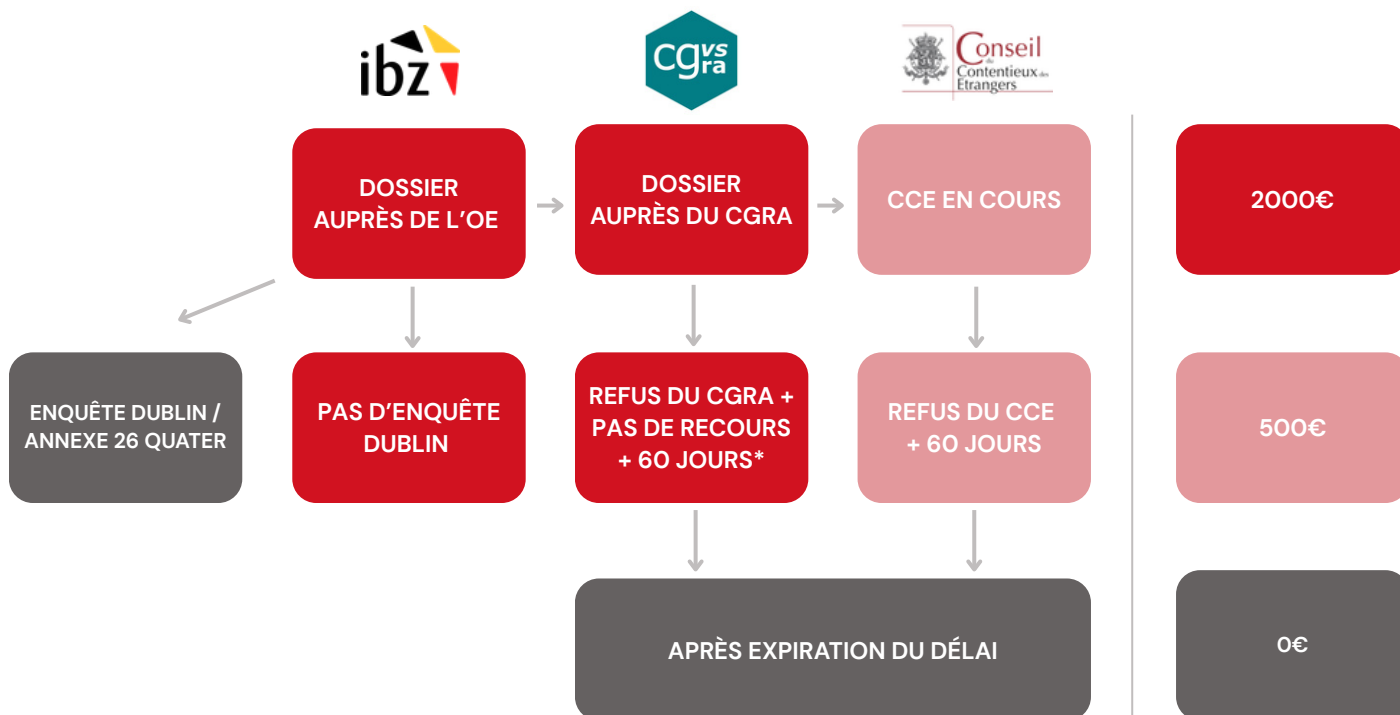 ibz
cgvs
ra
Conseil
du
Contentieux des
Etrangers
DOSSIER
AUPRÈS DE L'OE
DOSSIER
AUPRÈS DU CGRA
CCE EN COURS
2000€
ENQUÊTE DUBLIN /
ANNEXE 26 QUATER
PAS D'ENQUÊTE
DUBLIN
REFUS DU CGRA +
PAS DE RECOURS
+ 60 JOURS*
REFUS DU CCE
+ 60 JOURS
500€
APRÈS EXPIRATION DU DÉLAI
0€